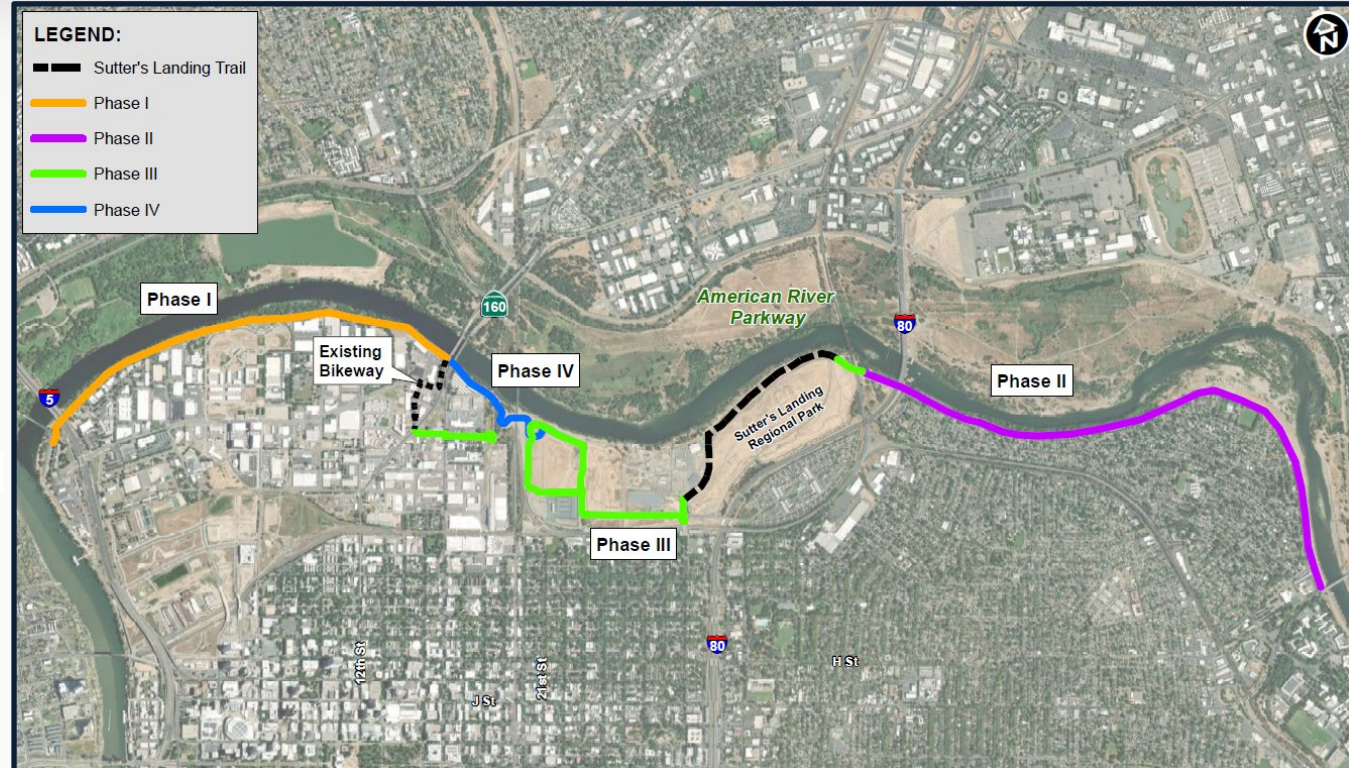 LEGEND:
Sutter's Landing Trail
Phase I
Phase II
Phase III
Phase IV
N
Phase I
160
American River
Parkway
Existing
Bikeway
Phase IV
80
Phase II
5
Sutter's Landing
Regional Park
Phase III
12th St
21st St
80
H St
J St